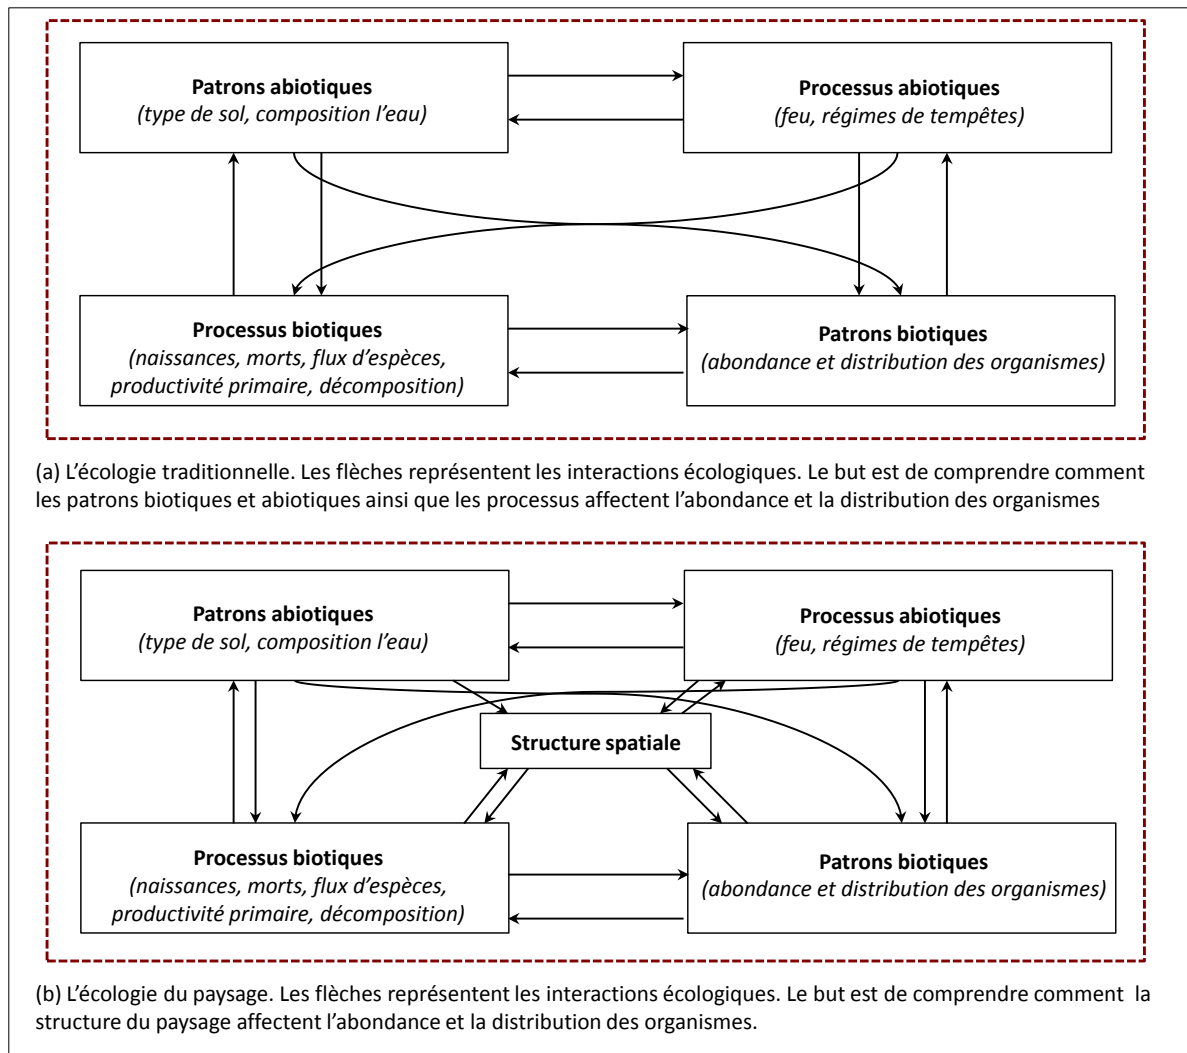 Patrons abiotiques
(type de sol, composition l’eau)
Processus abiotiques
(feu, régimes de tempêtes)
Processus biotiques
(naissances, morts, flux d’espèces,
productivité primaire, décomposition)
Patrons biotiques
(abondance et distribution des organismes)
(a) L’écologie traditionnelle. Les flèches représentent les interactions écologiques. Le but est de comprendre comment
les patrons biotiques et abiotiques ainsi que les processus affectent l’abondance et la distribution des organismes
Patrons abiotiques
(type de sol, composition l’eau)
Processus abiotiques
(feu, régimes de tempêtes)
Structure spatiale
Processus biotiques
(naissances, morts, flux d’espèces,
productivité primaire, décomposition)
Patrons biotiques
(abondance et distribution des organismes)
(b) L’écologie du paysage. Les flèches représentent les interactions écologiques. Le but est de comprendre comment la
structure du paysage affectent l’abondance et la distribution des organismes.